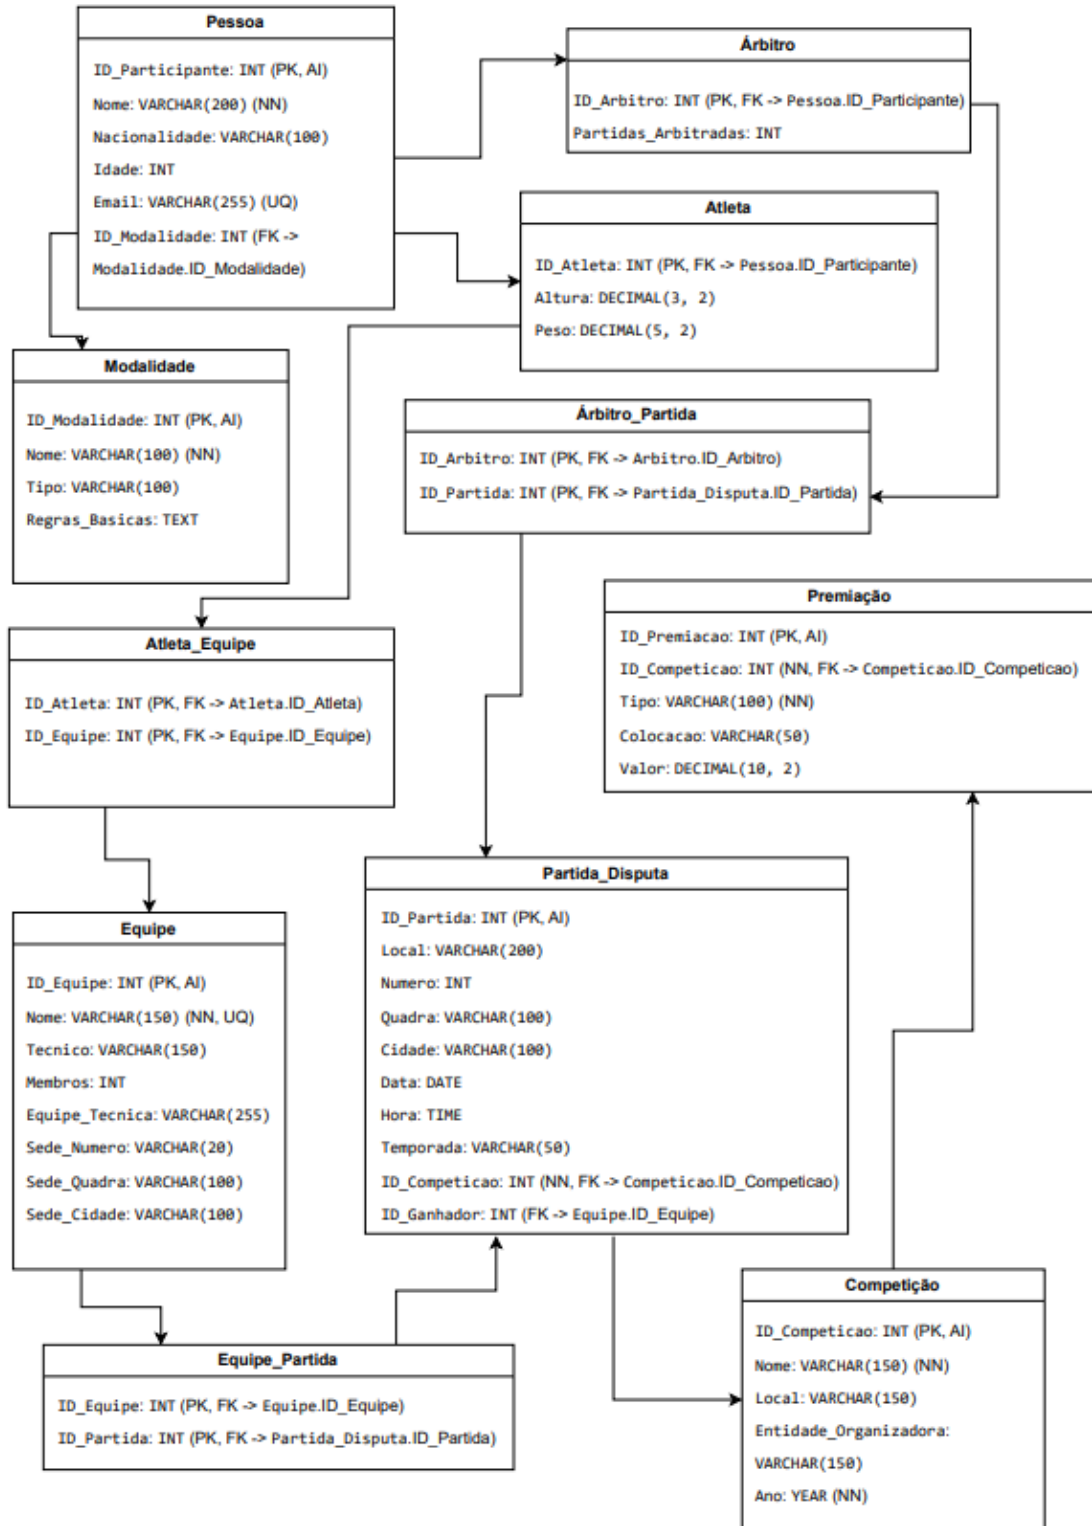 Pessoa
ID_Participante: INT (PK, AI)
Nome: VARCHAR(200) (NN)
Nacionalidade: VARCHAR(100)
Idade: INT
Email: VARCHAR(255) (UQ)
ID_Modalidade: INT (FK ->
Modalidade.ID_Modalidade)
Árbitro
ID_Arbitro: INT (PK, FK -> Pessoa.ID_Participante)
Partidas_Arbitradas: INT
Atleta
ID_Atleta: INT (PK, FK -> Pessoa.ID_Participante)
Altura: DECIMAL(3, 2)
Peso: DECIMAL(5, 2)
Modalidade
ID_Modalidade: INT (PK, AI)
Nome: VARCHAR(100) (NN)
Tipo: VARCHAR(100)
Regras_Basicas: TEXT
Árbitro_Partida
ID_Arbitro: INT (PK, FK -> Arbitro.ID_Arbitro)
ID_Partida: INT (PK, FK -> Partida_Disputa.ID_Partida)
Premiação
ID_Premiacao: INT (PK, AI)
ID_Competicao: INT (NN, FK -> Competicao.ID_Competicao)
Tipo: VARCHAR(100) (NN)
Colocacao: VARCHAR(50)
Valor: DECIMAL(10, 2)
Atleta_Equipe
ID_Atleta: INT (PK, FK -> Atleta.ID_Atleta)
ID_Equipe: INT (PK, FK -> Equipe.ID_Equipe)
Partida_Disputa
ID_Partida: INT (PK, AI)
Local: VARCHAR(200)
Numero: INT
Quadra: VARCHAR(100)
Cidade: VARCHAR(100)
Data: DATE
Hora: TIME
Temporada: VARCHAR(50)
ID_Competicao: INT (NN, FK -> Competicao.ID_Competicao)
ID_Ganhador: INT (FK -> Equipe.ID_Equipe)
Equipe
ID_Equipe: INT (PK, AI)
Nome: VARCHAR(150) (NN, UQ)
Tecnico: VARCHAR(150)
Membros: INT
Equipe_Tecnica: VARCHAR(255)
Sede_Numero: VARCHAR(20)
Sede_Quadra: VARCHAR(100)
Sede_Cidade: VARCHAR(100)
Competição
ID_Competicao: INT (PK, AI)
Nome: VARCHAR(150) (NN)
Local: VARCHAR(150)
Entidade_Organizadora:
VARCHAR(150)
Ano: YEAR (NN)
Equipe_Partida
ID_Equipe: INT (PK, FK -> Equipe.ID_Equipe)
ID_Partida: INT (PK, FK -> Partida_Disputa.ID_Partida)